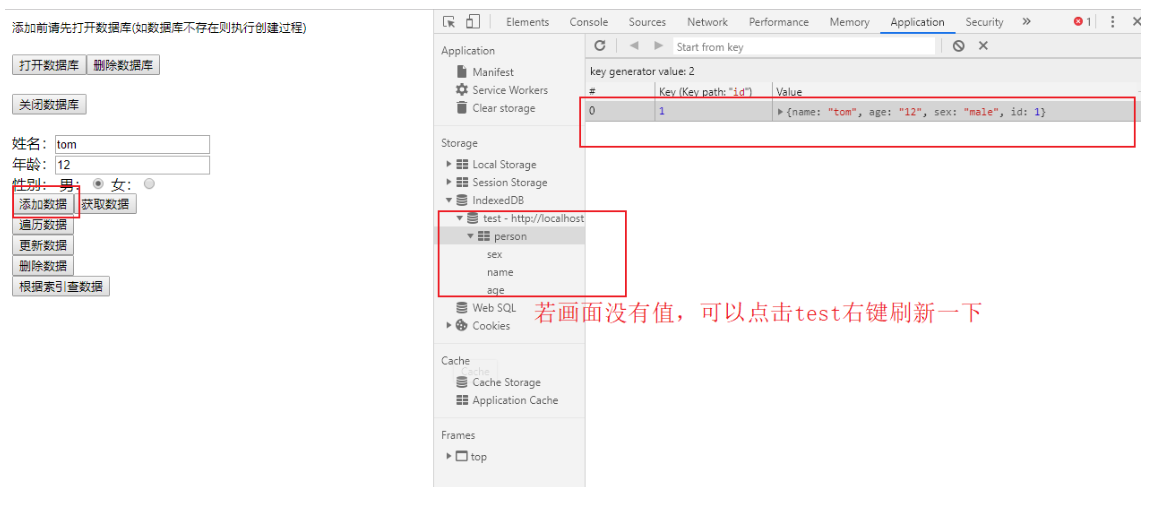 添加前请先打开数据库(如数据库不存在则执行创建过程)
打开数据库 删除数据库
关闭数据库
姓名： tom
年龄： 12
性别： 男： 女：
添加数据 获取数据
遍历数据
更新数据
删除数据
根据索引查数据
Elements Console Sources Network Performance Memory Application Security » 1
Application
Manifest
Service Workers
Clear storage
Storage
Local Storage
Session Storage
IndexedDB
test - http://localhost
person
sex
name
age
Web SQL
Cookies
Cache
Cache
Cache Storage
Application Cache
Frames
top
Start from key
key generator value: 2
# Key (Key path: "id") Value
0 1 {name: "tom", age: "12", sex: "male", id: 1}
若画面没有值，可以点击test右键刷新一下